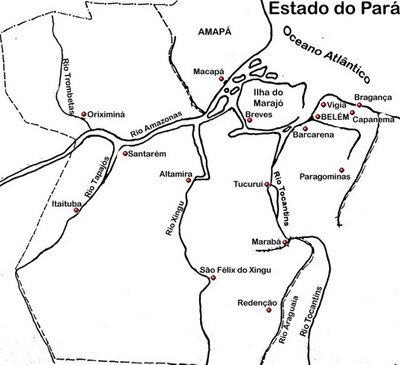 Estado do Pará
Oceano Atlântico
AMAPÁ
Rio Trombetas
Macapá
Ilha do
Marajó
Vigia
Bragança
Oriximiná
Rio Amazonas
Breves
BELÉM
Capanema
Barcarena
Santarém
Rio Tapajós
Altamira
Tucuruí
Rio Tocantins
Paragominas
Itaituba
Rio Xingu
Marabá
São Félix do Xingu
Redenção
Rio Araguaia
Rio Tocantins